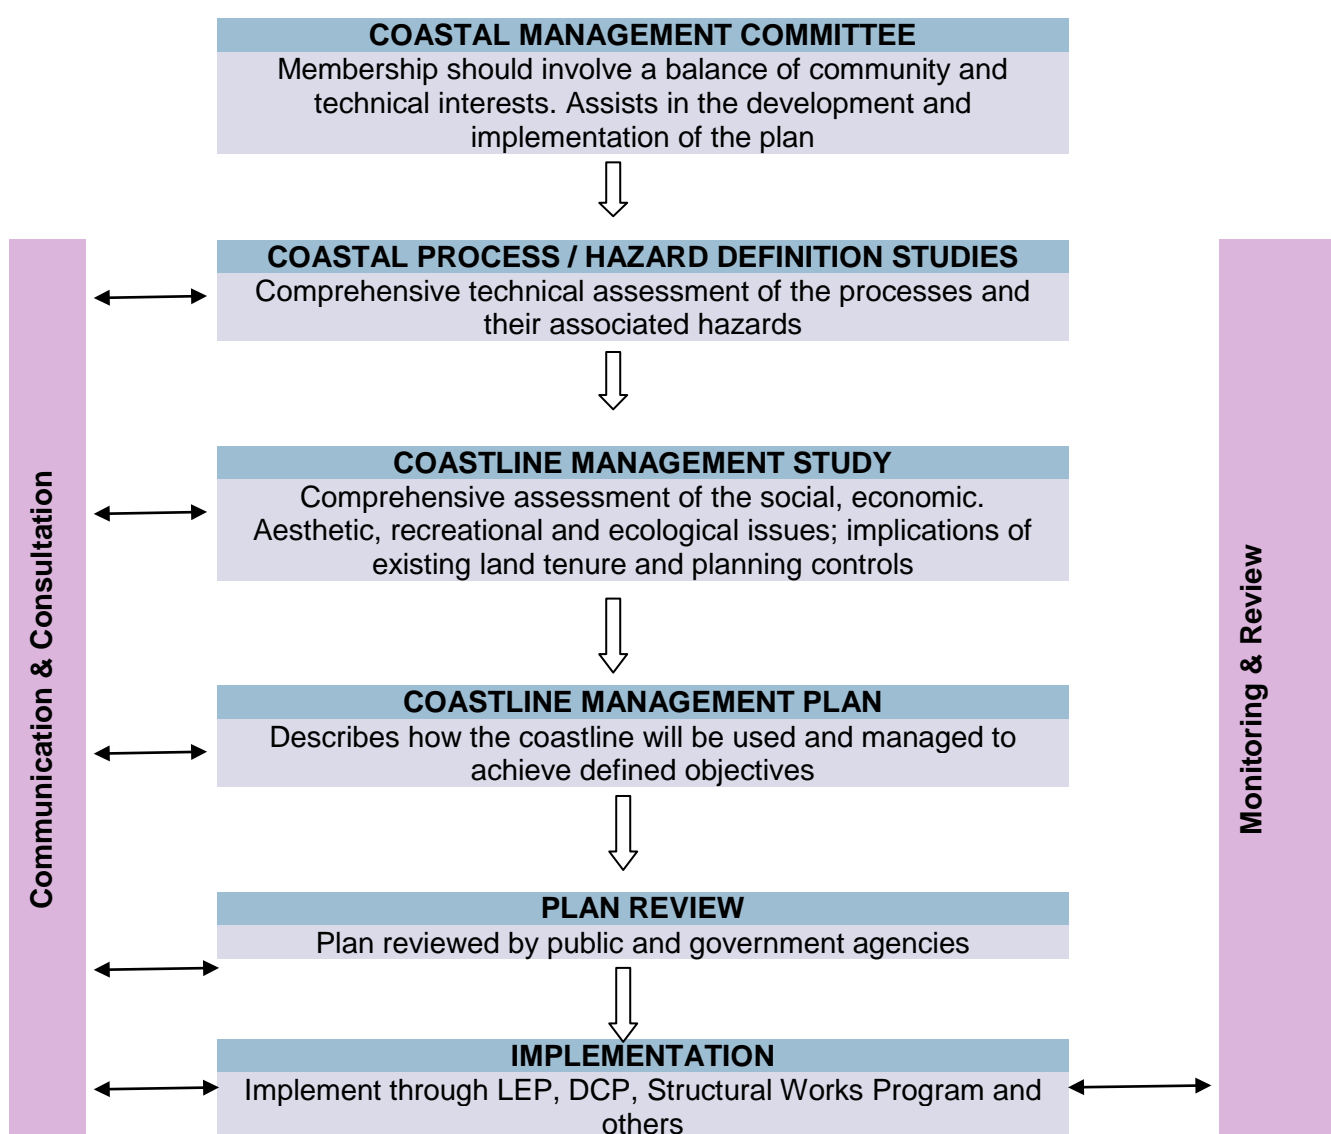 COASTAL MANAGEMENT COMMITTEE
Membership should involve a balance of community and
technical interests. Assists in the development and
implementation of the plan
COASTAL PROCESS / HAZARD DEFINITION STUDIES
Comprehensive technical assessment of the processes and
their associated hazards
COASTLINE MANAGEMENT STUDY
Comprehensive assessment of the social, economic.
Aesthetic, recreational and ecological issues; implications of
existing land tenure and planning controls
COASTLINE MANAGEMENT PLAN
Describes how the coastline will be used and managed to
achieve defined objectives
PLAN REVIEW
Plan reviewed by public and government agencies
IMPLEMENTATION
Implement through LEP, DCP, Structural Works Program and
others
Communication & Consultation
Monitoring & Review